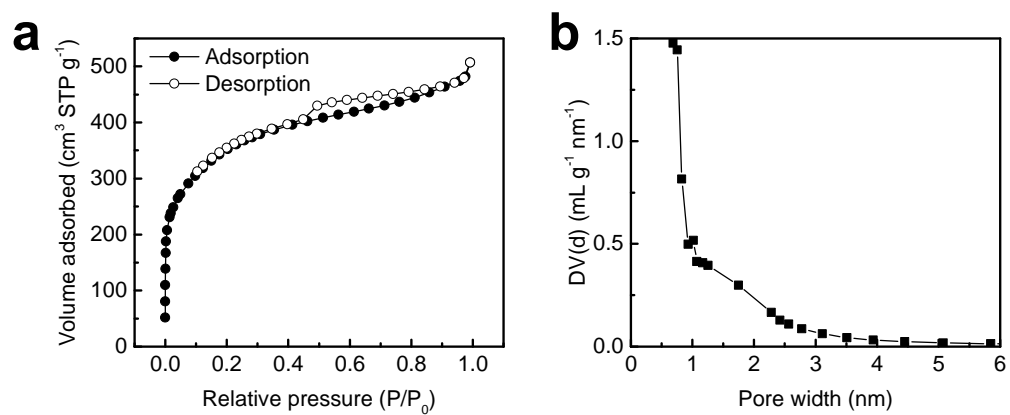 a
Adsorption
Desorption
Volume adsorbed (cm³ STP g⁻¹)
500
400
300
200
100
0
0.0 0.2 0.4 0.6 0.8 1.0
Relative pressure (P/P₀)
b
DV(d) (mL g⁻¹ nm⁻¹)
1.5
1.0
0.5
0.0
0 1 2 3 4 5 6
Pore width (nm)